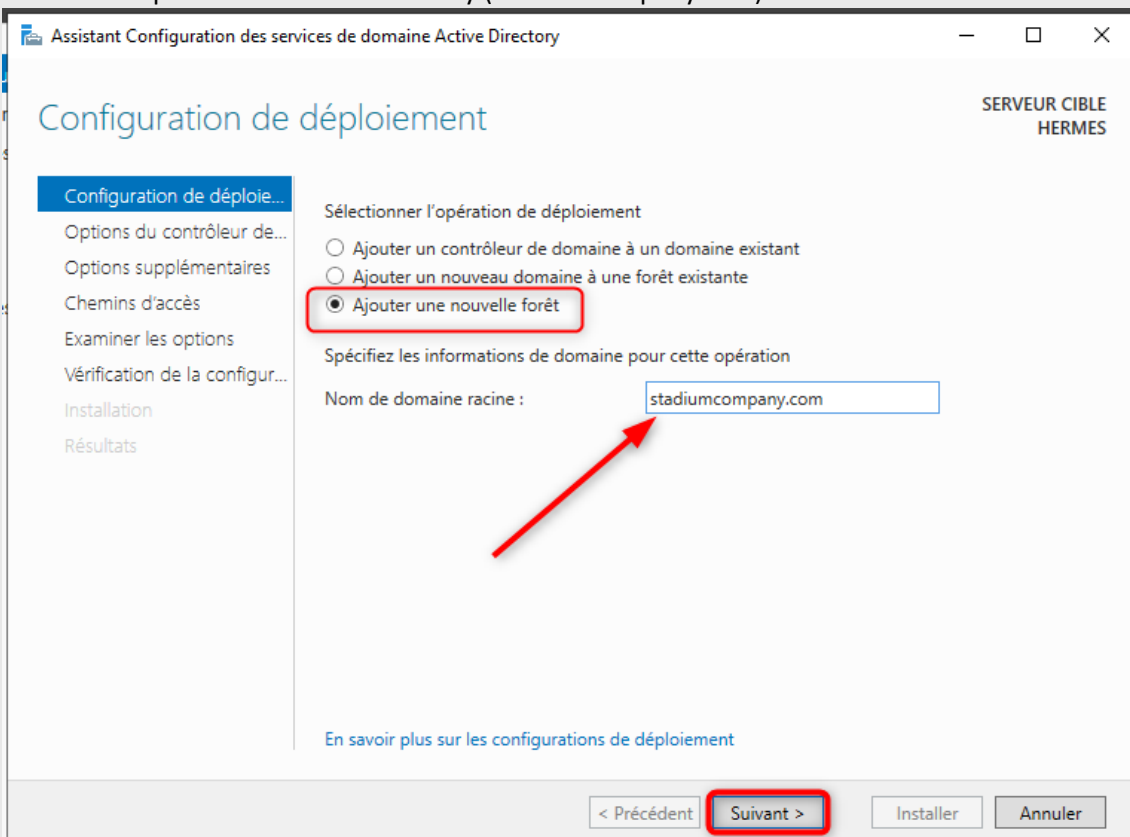 Assistant Configuration des services de domaine Active Directory
Configuration de déploiement
SERVEUR CIBLE
HERMES
Configuration de déploie...
Options du contrôleur de...
Options supplémentaires
Chemins d'accès
Examiner les options
Vérification de la configur...
Installation
Résultats
Sélectionner l'opération de déploiement
Ajouter un contrôleur de domaine à un domaine existant
Ajouter un nouveau domaine à une forêt existante
Ajouter une nouvelle forêt
Spécifiez les informations de domaine pour cette opération
Nom de domaine racine : stadiumcompany.com
En savoir plus sur les configurations de déploiement
< Précédent Suivant > Installer Annuler